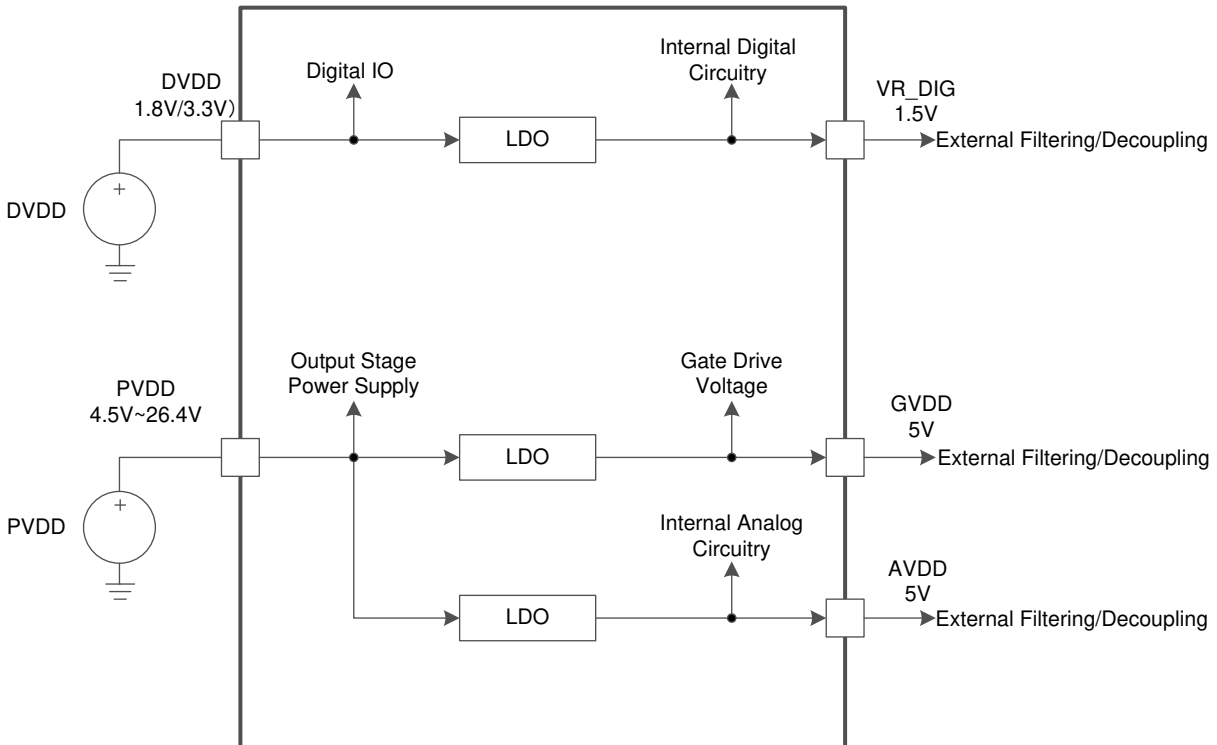 DVDD
1.8V/3.3V）
Digital IO
Internal Digital
Circuitry
VR_DIG
1.5V
LDO
External Filtering/Decoupling
DVDD
Output Stage
Power Supply
Gate Drive
Voltage
PVDD
4.5V~26.4V
GVDD
5V
LDO
External Filtering/Decoupling
PVDD
Internal Analog
Circuitry
AVDD
5V
LDO
External Filtering/Decoupling